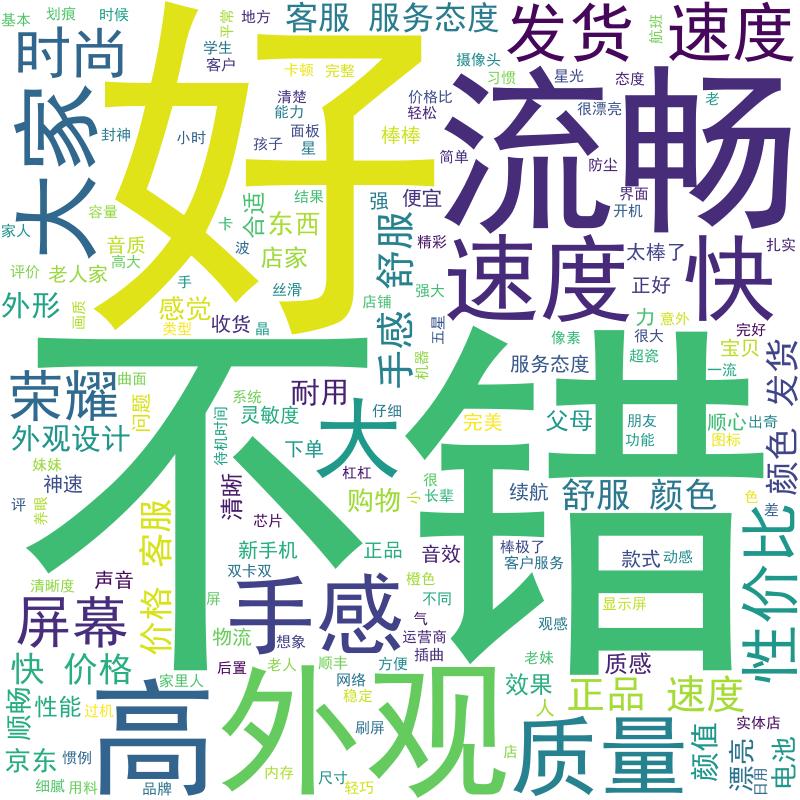 基本 划痕 时候 地方 客服 服务态度 发货 速度
平常 航班
时尚 学生 客户 卡顿 完整 摄像头 习惯 星光 态度 老
好 流畅
大家 封神 小时 清楚 能力 面板 星 棒棒 价格比 轻松 很漂亮
孩子 简单 防尘
容量 卡 结果 强 便宜 界面 开机
家人 音质 合适 东西 舒服 精彩 速度 快 太棒了 扎实
评价 老人家 高大 波 店家 手 丝滑 店铺 强大 正好
外形 画质 感觉 类型 收货 晶 手感 五星 力 意外 完好
不错
像素 很大 宝贝
荣耀 曲面 问题 系统 耐用 机器 服务态度 超瓷 一流 颜色 发货
外观设计 待机时间 灵敏度 大 仔细 完美 父母 朋友 功能 顺心 出奇 图标
下单
妹妹 神速 清晰 杠杠 很 长辈 小 续航 舒服 颜色 色 差
评 养眼 价格 客服 芯片 购物 性价比
新手机 正品 音效 棒极了 客户服务 款式 动感
清晰度 声音 双卡双 橙色
屏幕 屏 手感 不同 显示屏
物流 想象 气 运营商 插曲 观感
快 价格 后置 老人 顺丰 方便 老妹 质感
顺畅 性能 过机 家里人 网络 稳定 效果 人 正品 速度
高 外观 质量
京东 惯例 刷屏 店 颜值 漂亮 实体店 电池
细腻 用料 品牌 内存 尺寸 轻巧 日用